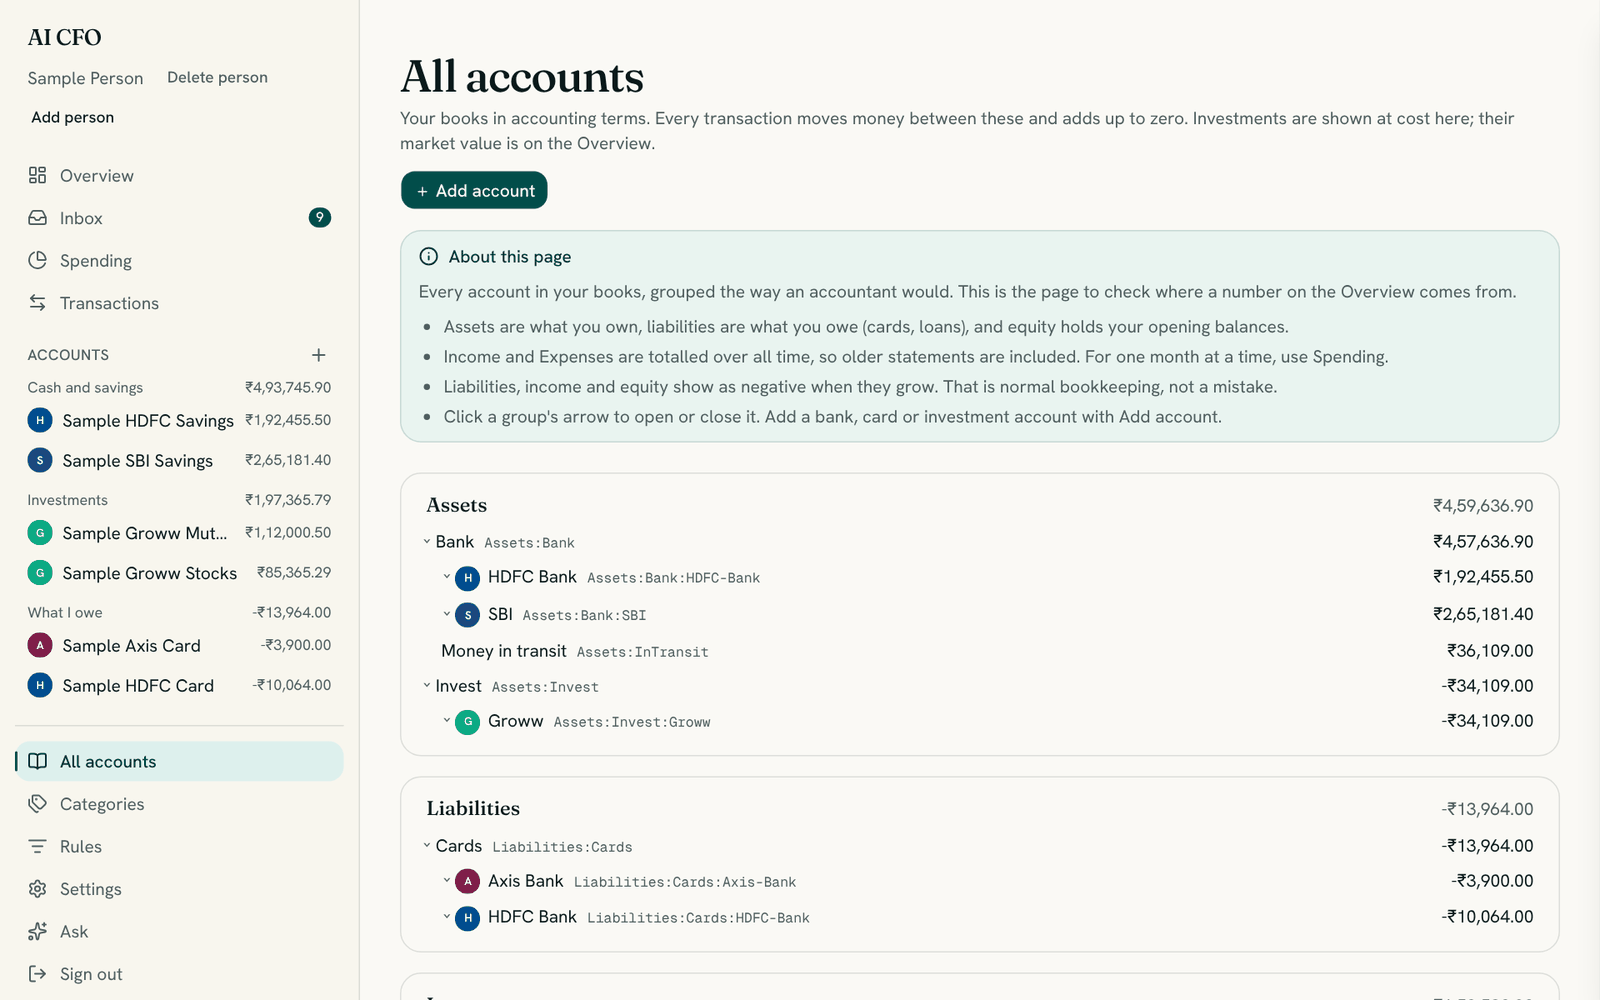 AI CFO
Sample Person Delete person
Add person
Overview
Inbox 9
Spending
Transactions
ACCOUNTS +
Cash and savings ₹4,93,745.90
H Sample HDFC Savings ₹1,92,455.50
S Sample SBI Savings ₹2,65,181.40
Investments ₹1,97,365.79
G Sample Groww Mut... ₹1,12,000.50
G Sample Groww Stocks ₹85,365.29
What I owe -₹13,964.00
A Sample Axis Card -₹3,900.00
H Sample HDFC Card -₹10,064.00
All accounts
Categories
Rules
Settings
Ask
Sign out
All accounts
Your books in accounting terms. Every transaction moves money between these and adds up to zero. Investments are shown at cost here; their
market value is on the Overview.
+ Add account
About this page
Every account in your books, grouped the way an accountant would. This is the page to check where a number on the Overview comes from.
• Assets are what you own, liabilities are what you owe (cards, loans), and equity holds your opening balances.
• Income and Expenses are totalled over all time, so older statements are included. For one month at a time, use Spending.
• Liabilities, income and equity show as negative when they grow. That is normal bookkeeping, not a mistake.
• Click a group's arrow to open or close it. Add a bank, card or investment account with Add account.
Assets ₹4,59,636.90
Bank Assets:Bank ₹4,57,636.90
H HDFC Bank Assets:Bank:HDFC-Bank ₹1,92,455.50
S SBI Assets:Bank:SBI ₹2,65,181.40
Money in transit Assets:InTransit ₹36,109.00
Invest Assets:Invest -₹34,109.00
G Groww Assets:Invest:Groww -₹34,109.00
Liabilities -₹13,964.00
Cards Liabilities:Cards -₹13,964.00
A Axis Bank Liabilities:Cards:Axis-Bank -₹3,900.00
H HDFC Bank Liabilities:Cards:HDFC-Bank -₹10,064.00